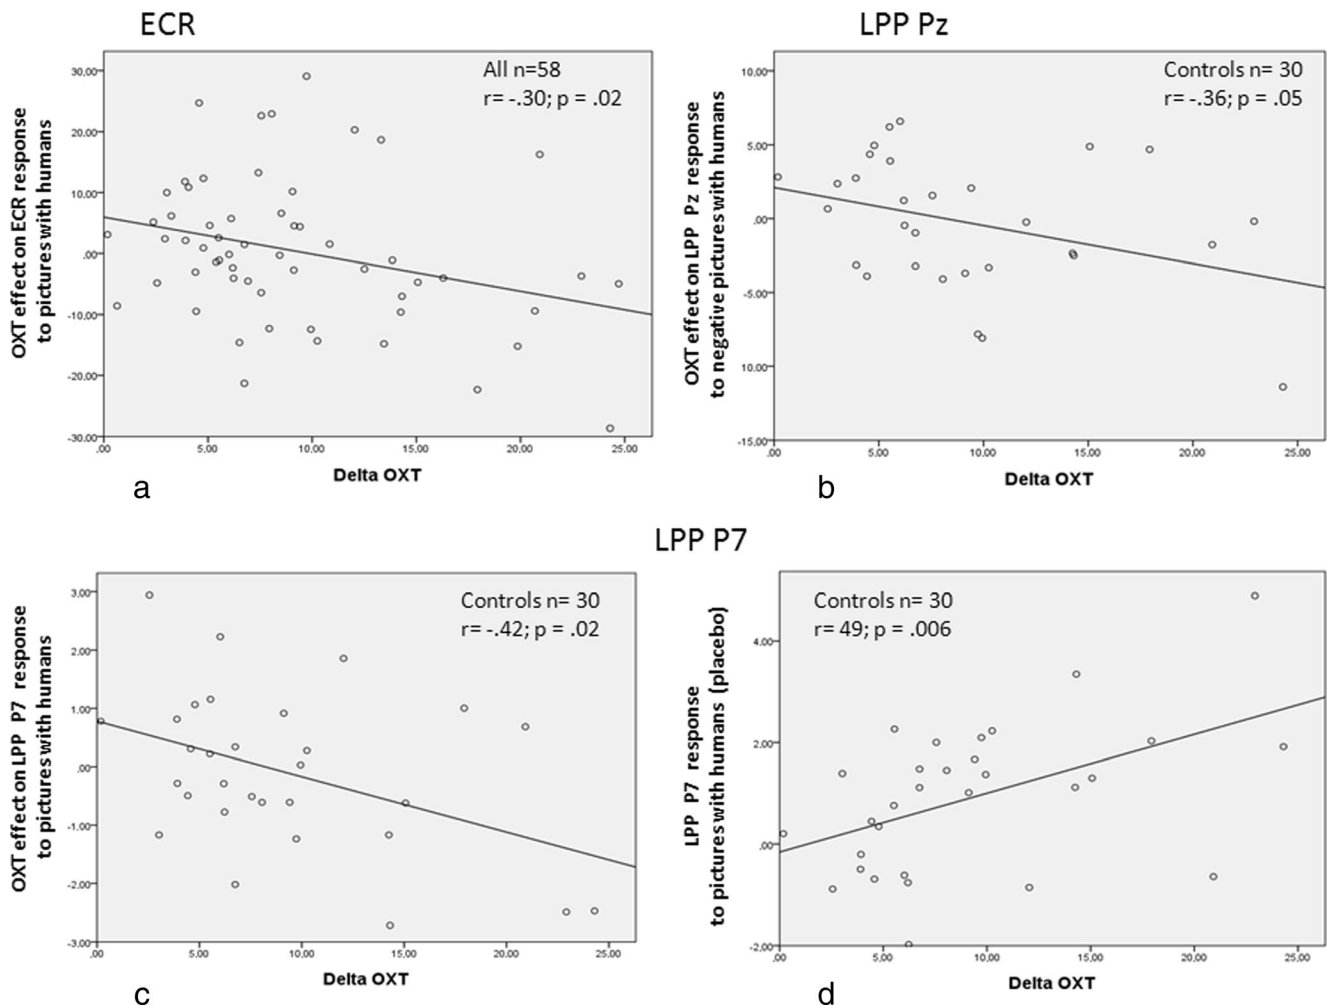 ECR
All n=58
r= -.30; p = .02
OXT effect on ECR response
to pictures with humans
30,00
20,00
10,00
,00
-10,00
-20,00
-30,00
,00 5,00 10,00 15,00 20,00 25,00
Delta OXT
a
LPP Pz
Controls n= 30
r= -.36; p = .05
OXT effect on LPP Pz response
to negative pictures with humans
10,00
5,00
,00
-5,00
10,00
-15,00
,00 5,00 10,00 15,00 20,00 25,00
Delta OXT
b
LPP P7
Controls n= 30
r= -.42; p = .02
OXT effect on LPP P7 response
to pictures with humans
3,00
2,00
1,00
,00
-1,00
-2,00
-3,00
,00 5,00 10,00 15,00 20,00 25,00
Delta OXT
c
Controls n= 30
r= 49; p = .006
LPP P7 response
to pictures with humans (placebo)
4,00
2,00
,00
-2,00
,00 5,00 10,00 15,00 20,00 25,00
Delta OXT
d